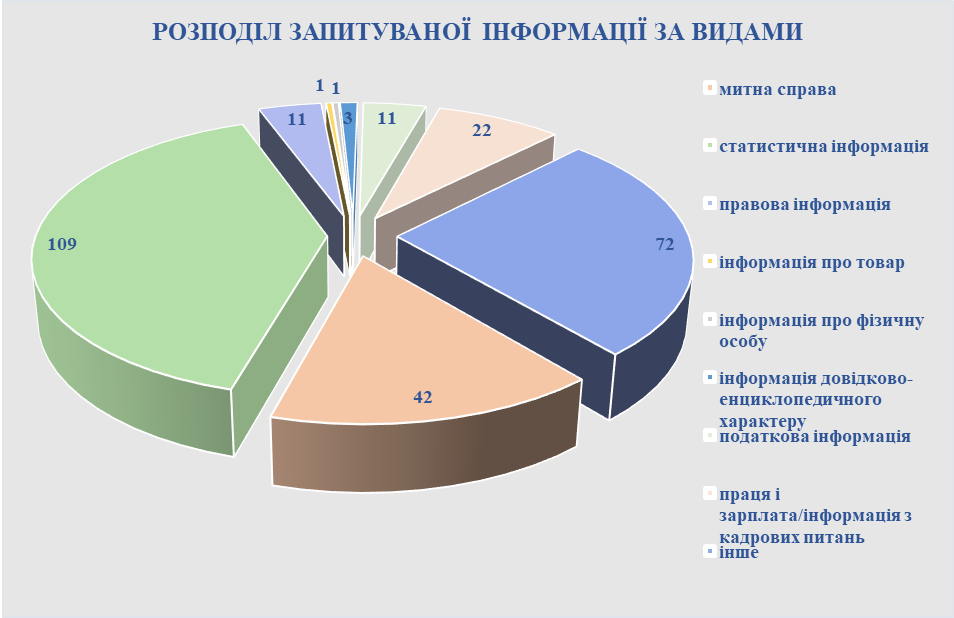 РОЗПОДІЛ ЗАПИТУВАНОЇ ІНФОРМАЦІЇ ЗА ВИДАМИ
1
1
11
3
11
22
109
72
42
митна справа
статистична інформація
правова інформація
інформація про товар
інформація про фізичну
особу
інформація довідково-
енциклопедичного
характеру
податкова інформація
праця і
зарплата/інформація з
кадрових питань
інше